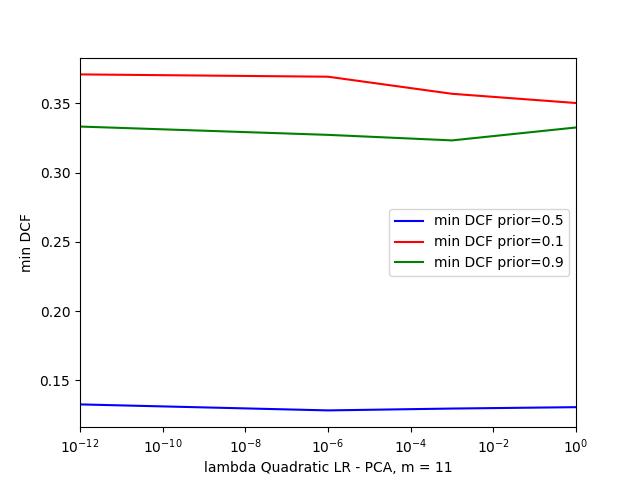 0.35
0.30
0.25
0.20
0.15
min DCF
min DCF prior=0.5
min DCF prior=0.1
min DCF prior=0.9
10⁻¹² 10⁻¹⁰ 10⁻⁸ 10⁻⁶ 10⁻⁴ 10⁻² 10⁰
lambda Quadratic LR - PCA, m = 11